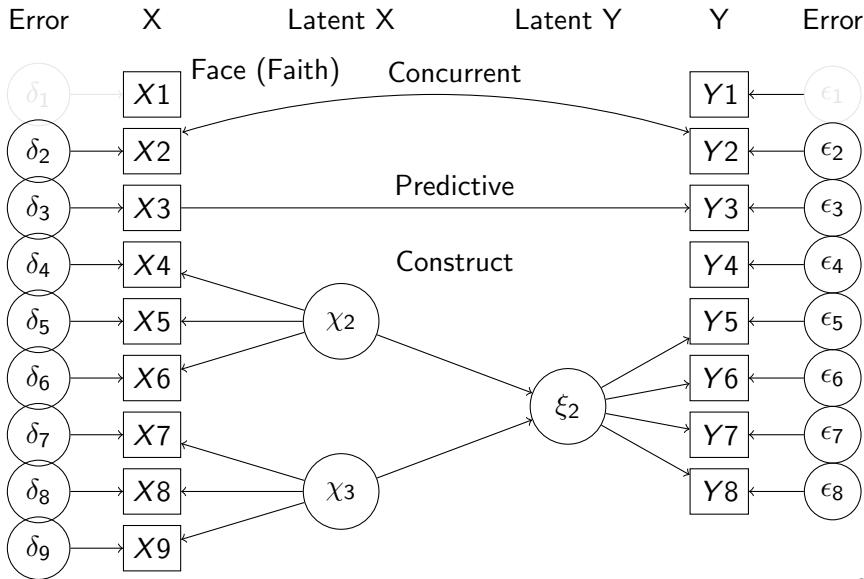 Error X Latent X Latent Y Y Error
Face (Faith)
Concurrent
δ1 X1 Y1 ϵ1
δ2 X2 Y2 ϵ2
Predictive
δ3 X3 Y3 ϵ3
δ4 X4 Construct Y4 ϵ4
δ5 X5 χ2 Y5 ϵ5
δ6 X6 Y6 ϵ6
ξ2
δ7 X7 Y7 ϵ7
δ8 X8 χ3 Y8 ϵ8
δ9 X9